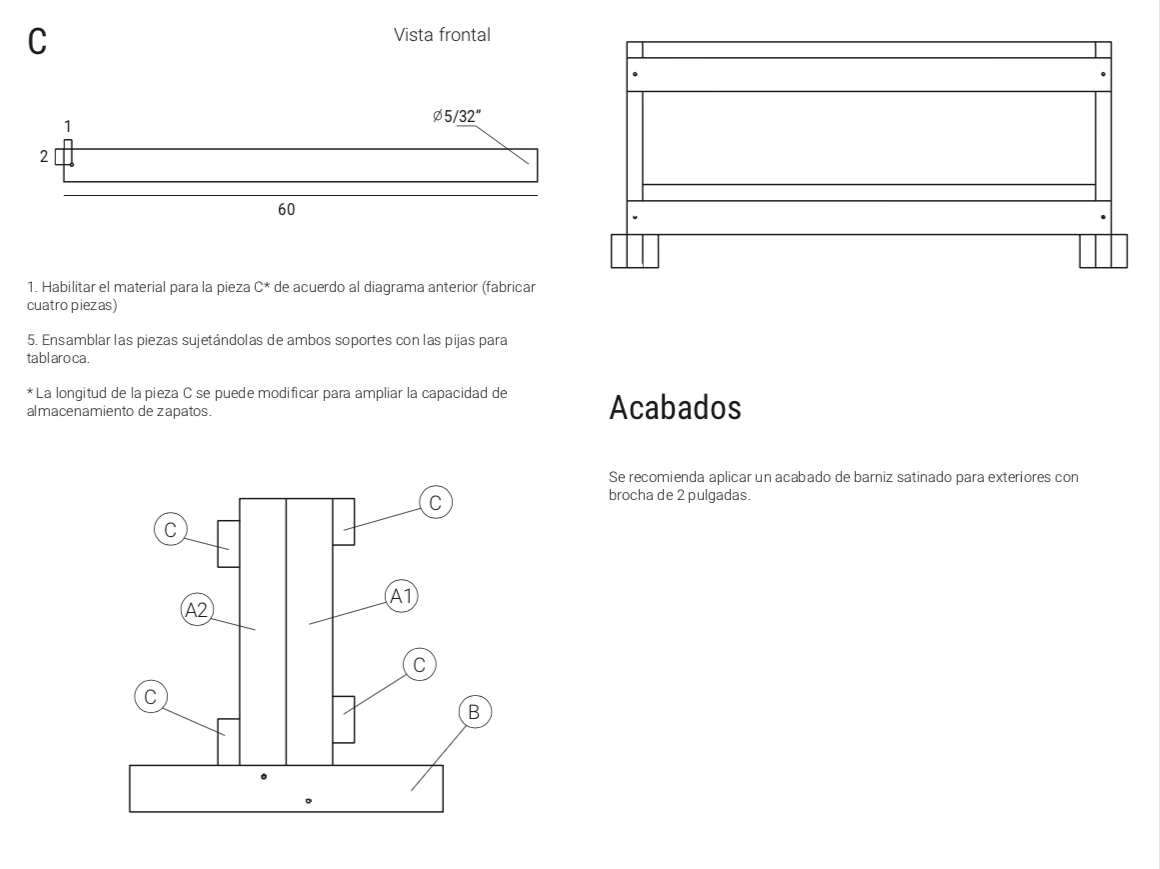 C
Vista frontal
1
2
Ø5/32”
60
1. Habilitar el material para la pieza C* de acuerdo al diagrama anterior (fabricar
cuatro piezas)
5. Ensamblar las piezas sujetándolas de ambos soportes con las pijas para
tablaroca.
* La longitud de la pieza C se puede modificar para ampliar la capacidad de
almacenamiento de zapatos.
C
C
A2
A1
C
C
B
Acabados
Se recomienda aplicar un acabado de barniz satinado para exteriores con
brocha de 2 pulgadas.